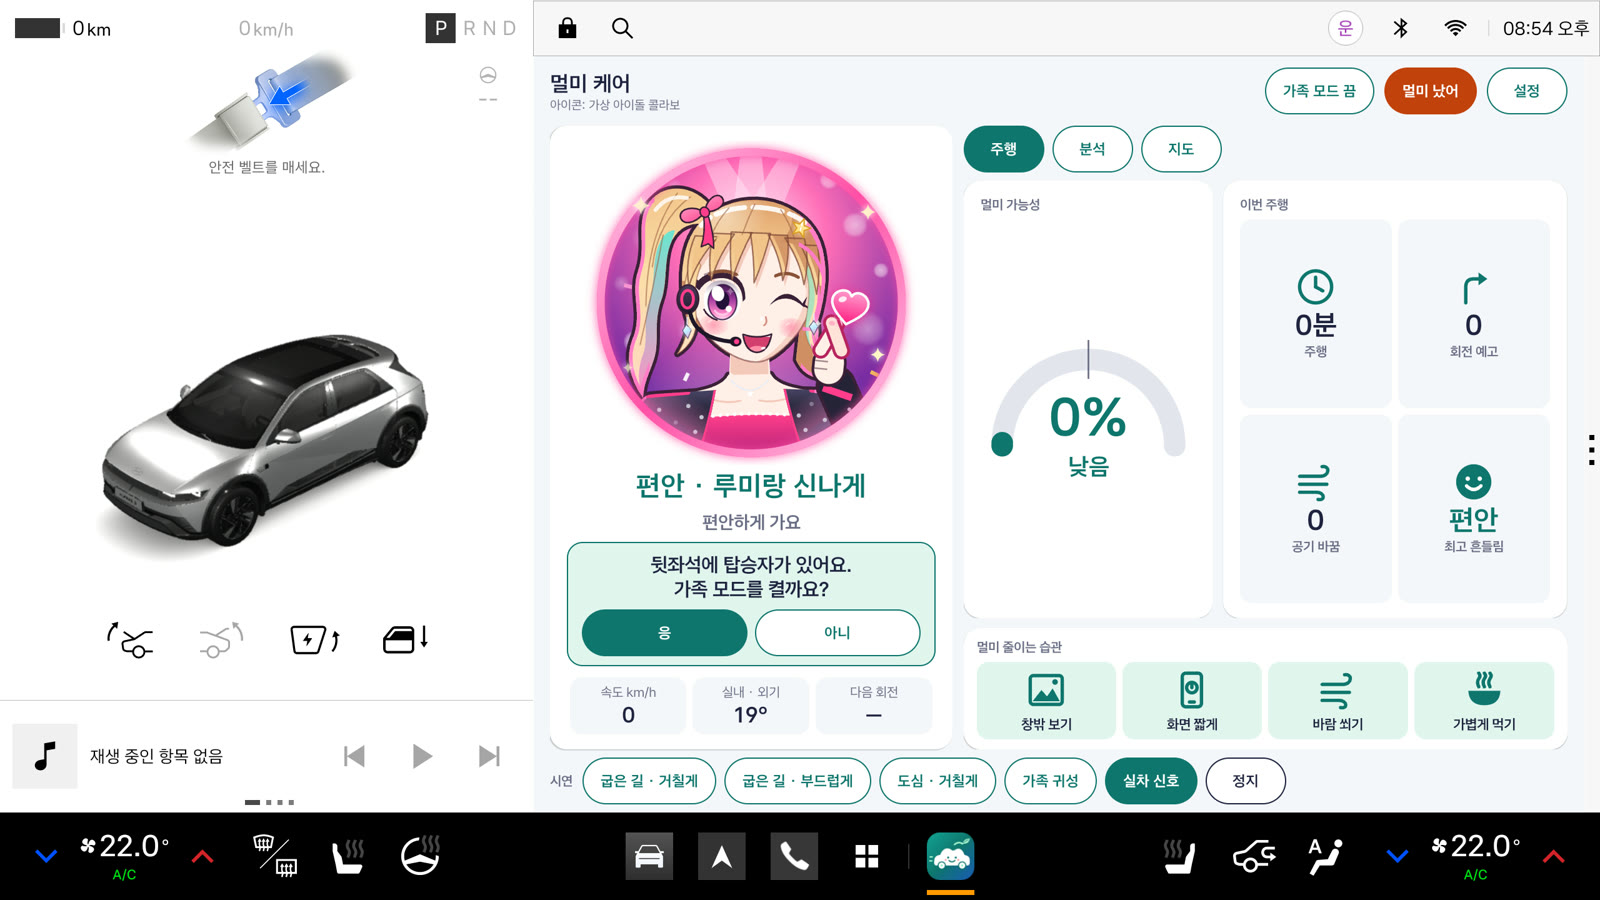 0 km
0 km/h
P R N D
--
안전 벨트를 매세요.
재생 중인 항목 없음
운
08:54 오후
멀미 케어
아이콘: 가상 아이돌 콜라보
가족 모드 끔
멀미 났어
설정
편안 · 루미랑 신나게
편안하게 가요
뒷좌석에 탑승자가 있어요.
가족 모드를 켤까요?
응
아니
속도 km/h
0
실내 · 외기
19°
다음 회전
—
주행
분석
지도
멀미 가능성
0%
낮음
이번 주행
0분
주행
0
회전 예고
0
공기 바꿈
편안
최고 흔들림
멀미 줄이는 습관
창밖 보기
화면 짧게
바람 쐬기
가볍게 먹기
시연
굽은 길 · 거칠게
굽은 길 · 부드럽게
도심 · 거칠게
가족 귀성
실차 신호
정지
22.0°
A/C
A
22.0°
A/C